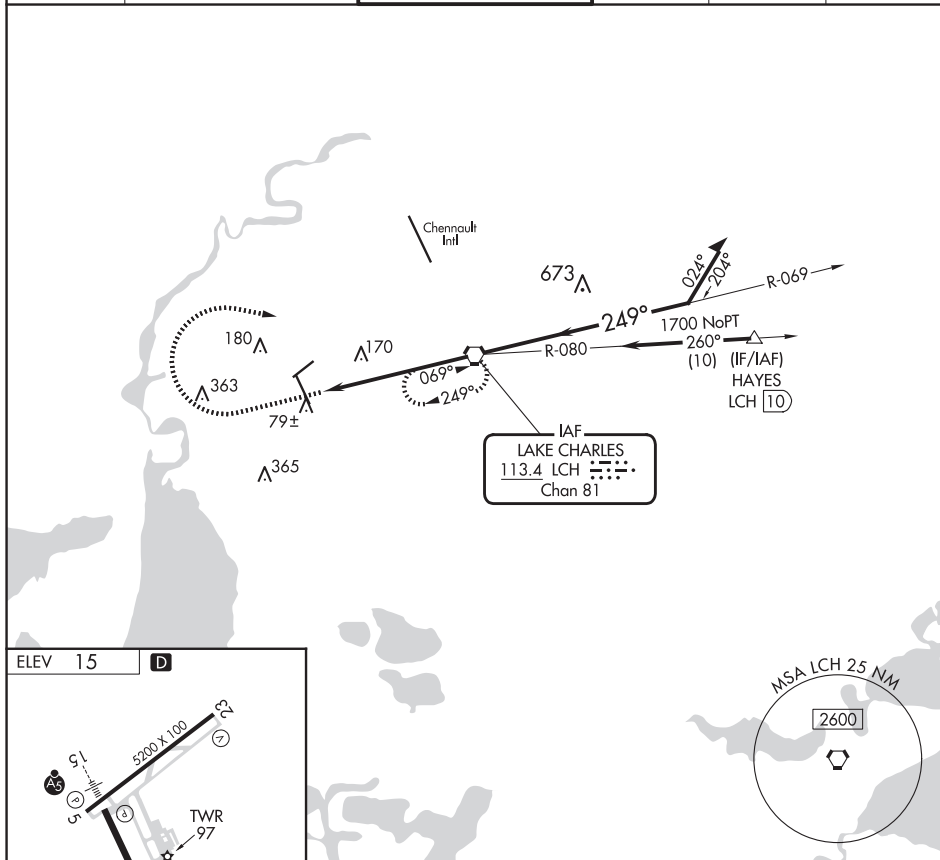 Chennault
Intl
673
024°
204°
R-069
249°
1700 NoPT
180
170
R-080
260°
(10)
(IF/IAF)
HAYES
LCH 10
069°
249°
363
79±
365
IAF
LAKE CHARLES
113.4 LCH
Chan 81
ELEV 15 D
MSA LCH 25 NM
2600
23
5200 X 100
V
15
A5
P
5
P
TWR
97